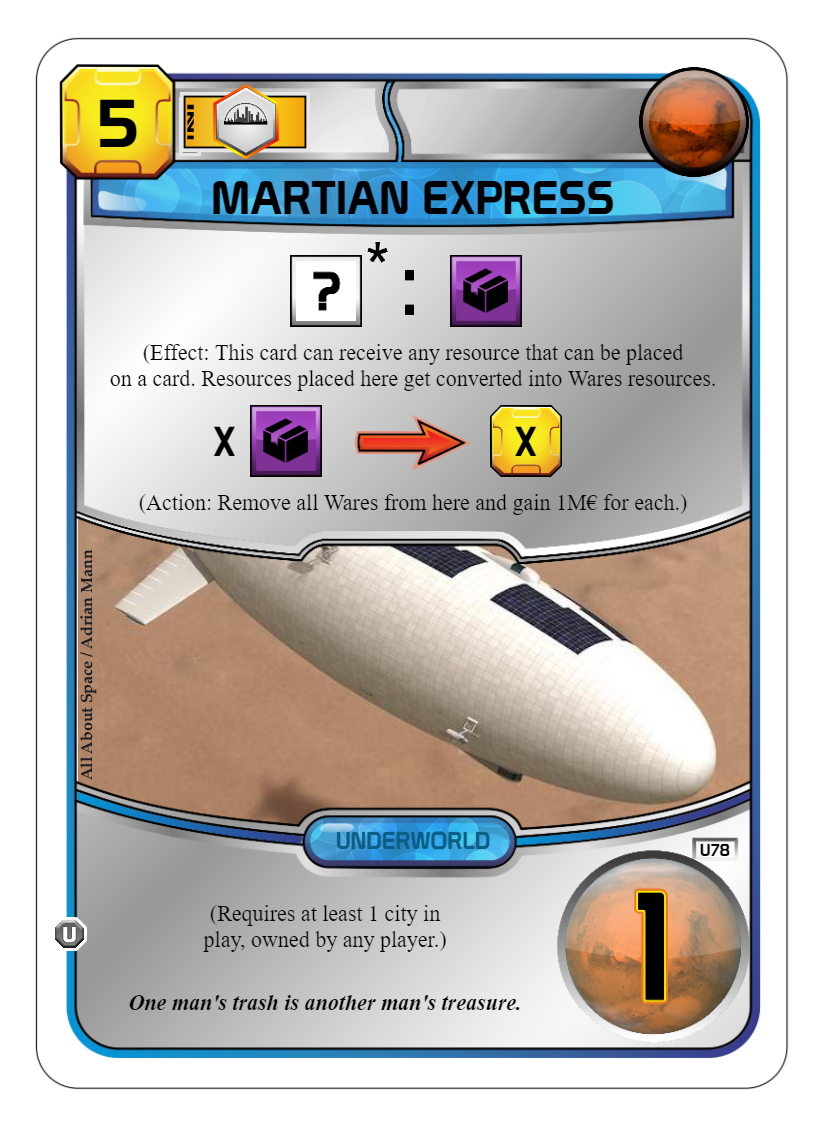 5
MARTIAN EXPRESS
? * :
(Effect: This card can receive any resource that can be placed
on a card. Resources placed here get converted into Wares resources.
X X
(Action: Remove all Wares from here and gain 1M€ for each.)
All About Space / Adrian Mann
UNDERWORLD
U78
(Requires at least 1 city in
play, owned by any player.)
1
U
One man's trash is another man's treasure.